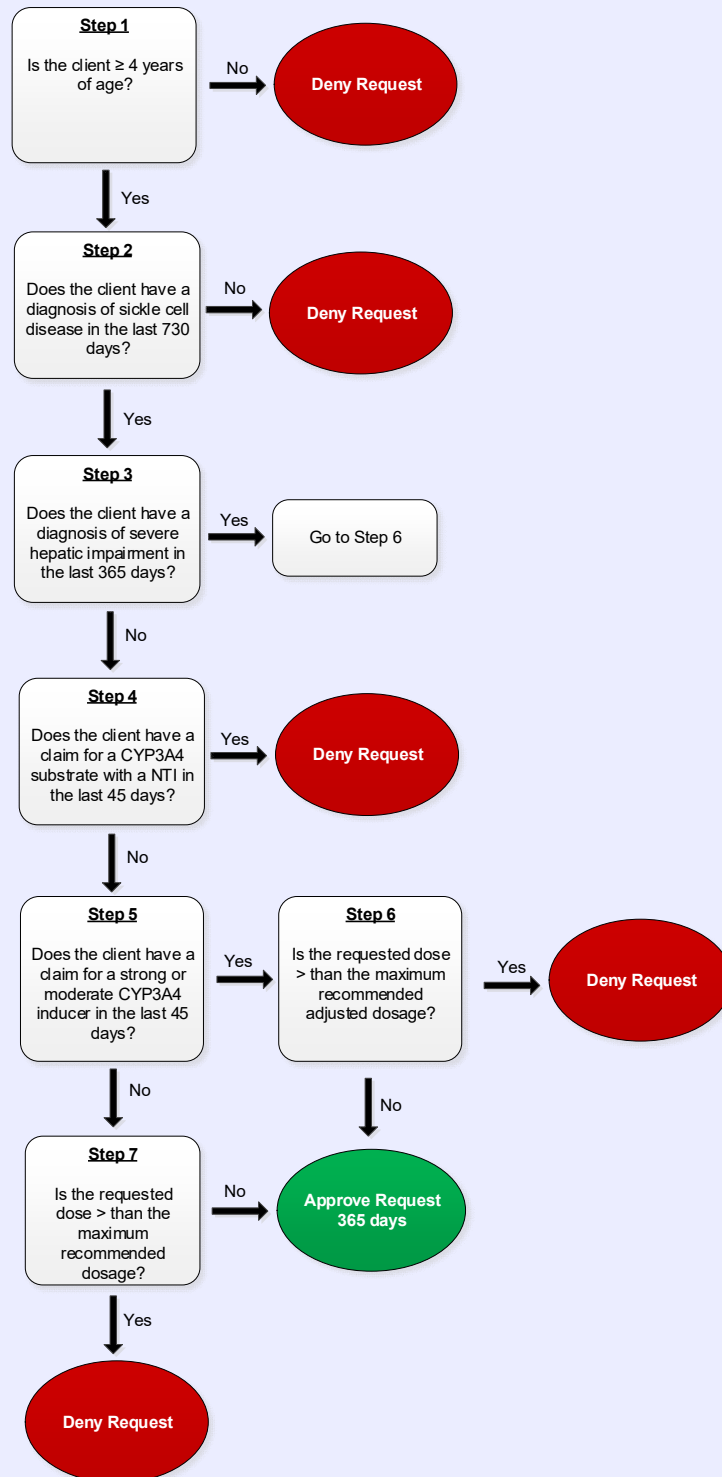 Step 1
Is the client ≥ 4 years
of age?
No
Deny Request
Yes
Step 2
Does the client have a
diagnosis of sickle cell
disease in the last 730
days?
No
Deny Request
Yes
Step 3
Does the client have a
diagnosis of severe
hepatic impairment in
the last 365 days?
Yes
Go to Step 6
No
Step 4
Does the client have a
claim for a CYP3A4
substrate with a NTI in
the last 45 days?
Yes
Deny Request
No
Step 5
Does the client have a
claim for a strong or
moderate CYP3A4
inducer in the last 45
days?
Yes
Step 6
Is the requested dose
> than the maximum
recommended
adjusted dosage?
Yes
Deny Request
No
No
Step 7
Is the requested
dose > than the
maximum
recommended
dosage?
No
Approve Request
365 days
Yes
Deny Request